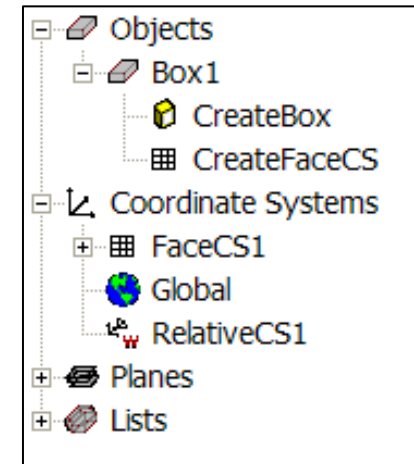 Objects
Box1
CreateBox
CreateFaceCS
Coordinate Systems
FaceCS1
Global
RelativeCS1
Planes
Lists